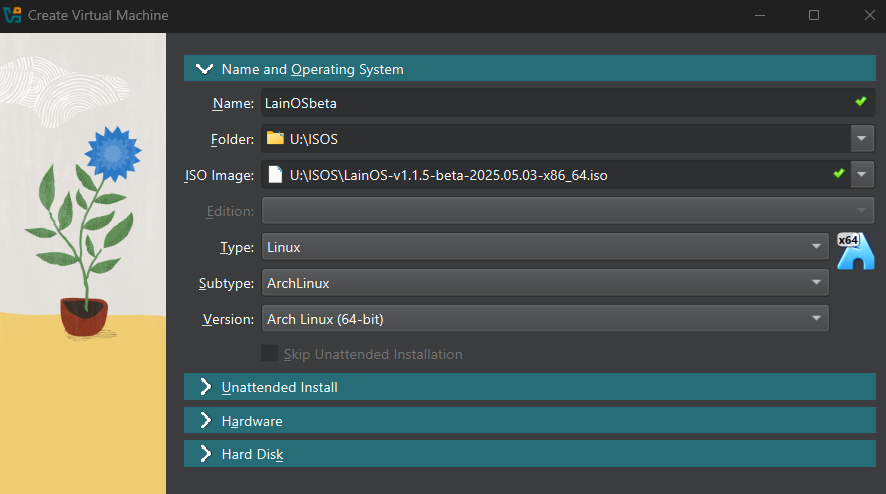 Create Virtual Machine
Name and Operating System
Name: LainOSbeta
Folder: U:\ISOS
ISO Image: U:\ISOS\LainOS-v1.1.5-beta-2025.05.03-x86_64.iso
Edition:
Type: Linux
x64
Subtype: ArchLinux
Version: Arch Linux (64-bit)
Skip Unattended Installation
Unattended Install
Hardware
Hard Disk